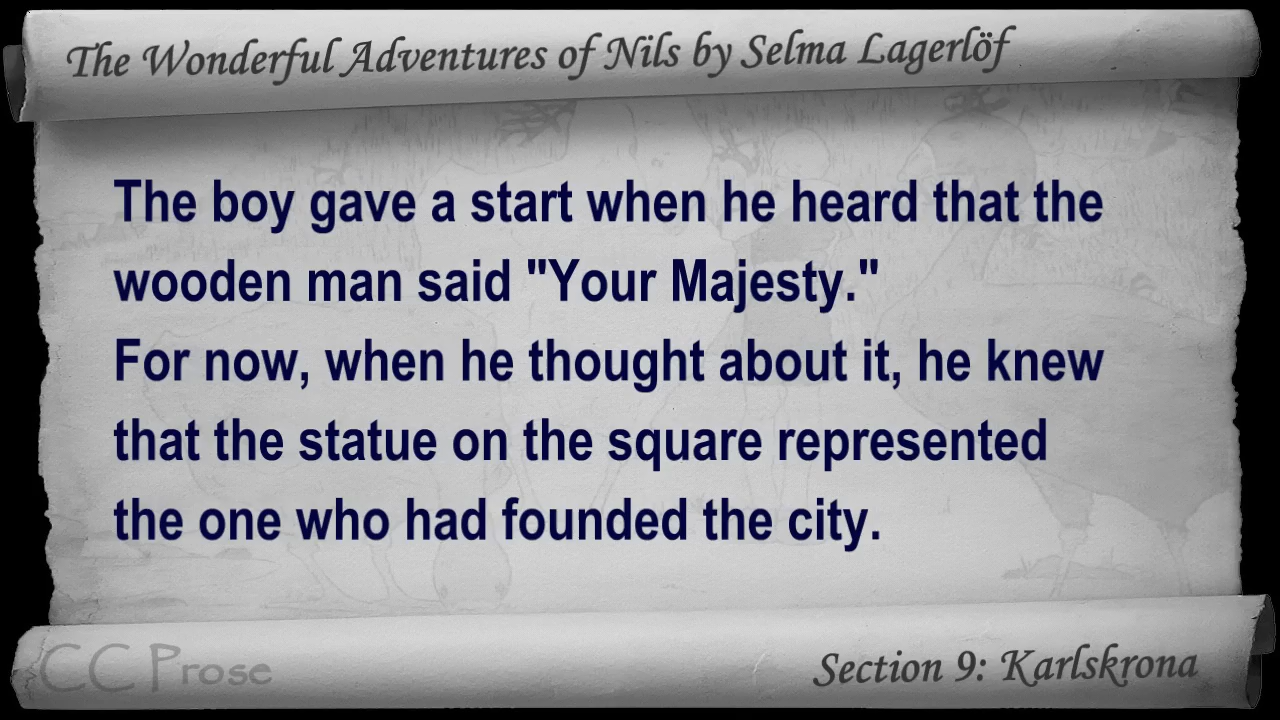 The Wonderful Adventures of Nils by Selma Lagerlöf
The boy gave a start when he heard that the
wooden man said "Your Majesty."
For now, when he thought about it, he knew
that the statue on the square represented
the one who had founded the city.
CC Prose
Section 9: Karlskrona